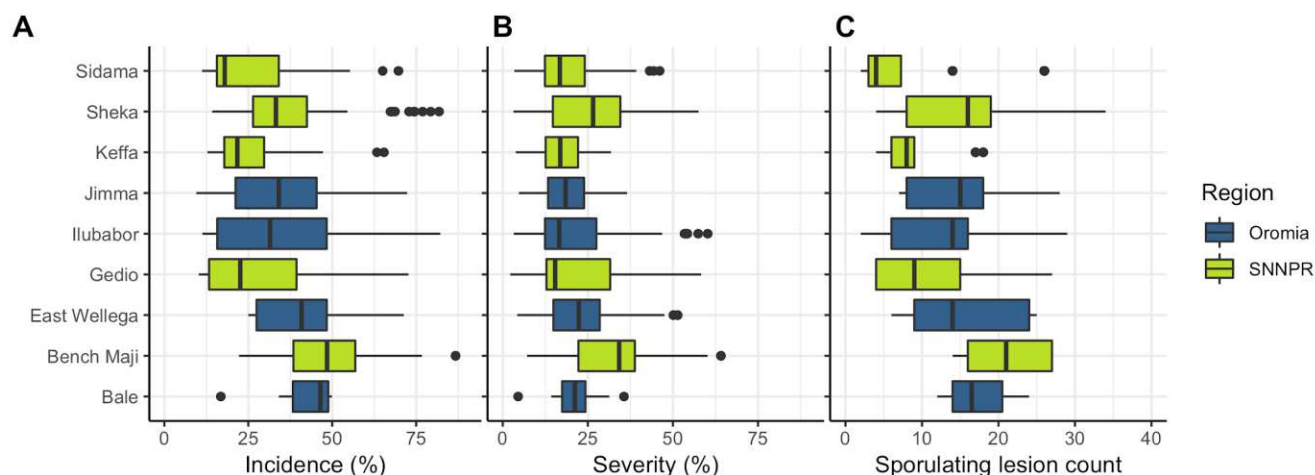 A B C
Sidama
Sheka
Keffa
Jimma
Ilubabor
Gedio
East Wellega
Bench Maji
Bale
Region
Oromia
SNNPR
0 25 50 75 0 25 50 75 0 10 20 30 40
Incidence (%) Severity (%) Sporulating lesion count